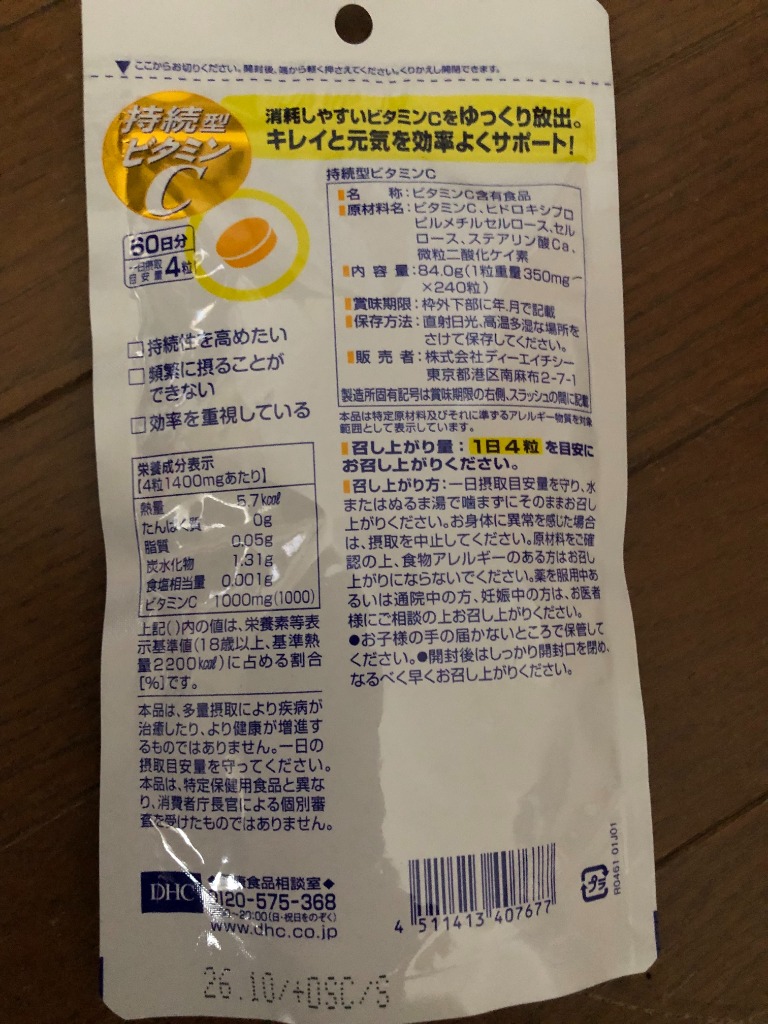 ▼ここからお切りください。開封後、端から軽く押さえてください。くりかえし開閉できます。
持続型
ビタミン
C
消耗しやすいビタミンCをゆっくり放出。
キレイと元気を効率よくサポート!
60日分
一日摂取
目安量 4粒
□持続性を高めたい
□頻繁に摂ることが
できない
□効率を重視している
持続型ビタミンC
■名 称:ビタミンC含有食品
■原材料名:ビタミンC、ヒドロキシプロ
ピルメチルセルロース、セル
ロース、ステアリン酸Ca、
微粒二酸化ケイ素
■内容量:84.0g(1粒重量350mg
×240粒)
■賞味期限:枠外下部に年、月で記載
■保存方法:直射日光、高温多湿な場所を
さけて保存してください。
■販売者:株式会社ディーエイチシー
東京都港区南麻布2-7-1
製造所固有記号は賞味期限の右側、スラッシュの間に記載
本品は特定原材料及びそれに準ずるアレルギー物質を対象
範囲として表示しています。
■召し上がり量:1日4粒を目安に
お召し上がりください。
■召し上がり方:一日摂取目安量を守り、水
またはぬるま湯で噛まずにそのままお召し
上がりください。お身体に異常を感じた場合
は、摂取を中止してください。原材料をご確
認の上、食物アレルギーのある方はお召し
上がりにならないでください。薬を服用中あ
るいは通院中の方、妊娠中の方は、お医者
様にご相談の上お召し上がりください。
●お子様の手の届かないところで保管して
ください。●開封後はしっかり開封口を閉め、
なるべく早くお召し上がりください。
栄養成分表示
[4粒1400mgあたり]
熱量 5.7kcal
たんぱく質 0g
脂質 0.05g
炭水化物 1.31g
食塩相当量 0.001g
ビタミンC 1000mg(1000)
上記()内の値は、栄養素等表
示基準値(18歳以上、基準熱
量2200kcal)に占める割合
[%]です。
本品は、多量摂取により疾病が
治癒したり、より健康が増進す
るものではありません。一日の
摂取目安量を守ってください。
本品は、特定保健用食品と異な
り、消費者庁長官による個別審
査を受けたものではありません。
DHC
食品相談室◆
0120-575-368
20:00(日・祝日をのぞく)
www.dhc.co.jp
4 511413 407677
プラ
R0461 01J01
26.10/+DSC/S